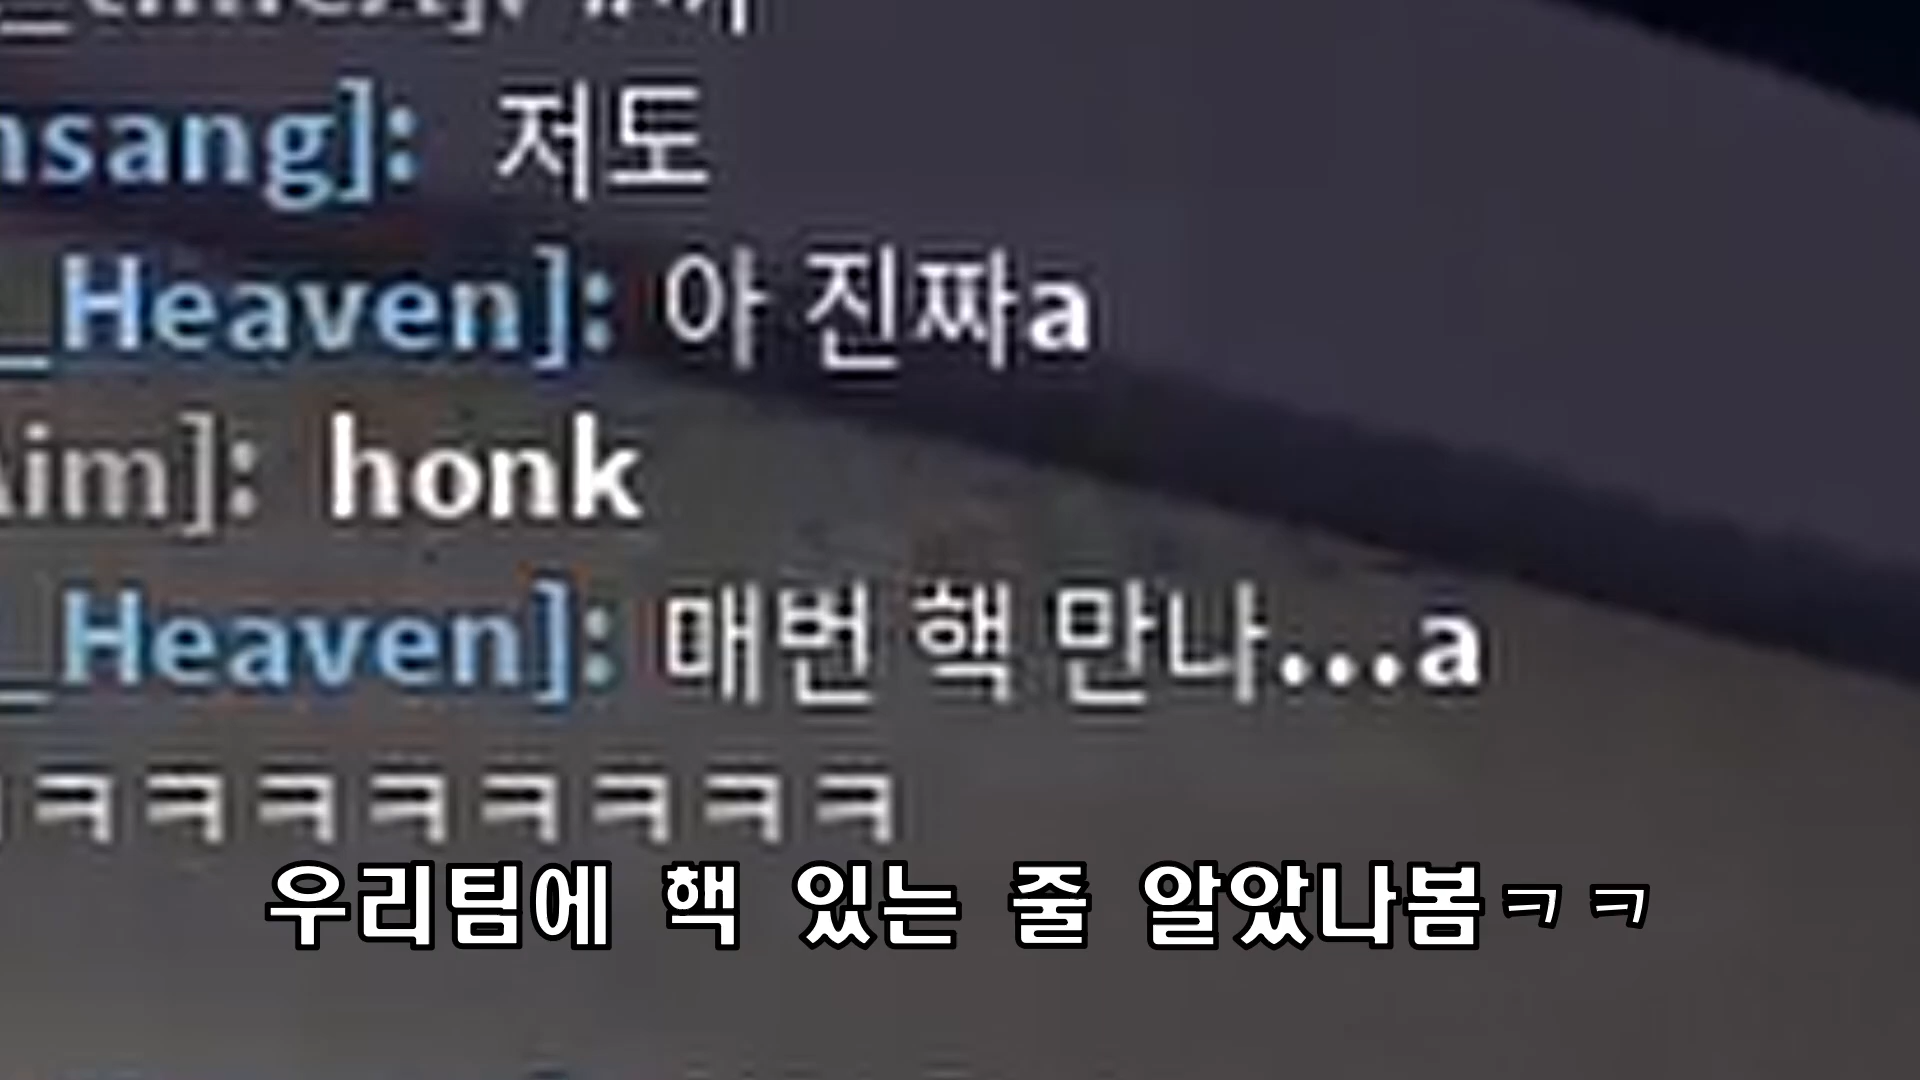 nsang]: 저도
_Heaven]: 아 진짜a
Aim]: honk
_Heaven]: 매번 핵 만나...a
ㅋㅋㅋㅋㅋㅋㅋㅋ
우리팀에 핵 있는 줄 알았나봄ㅋㅋ